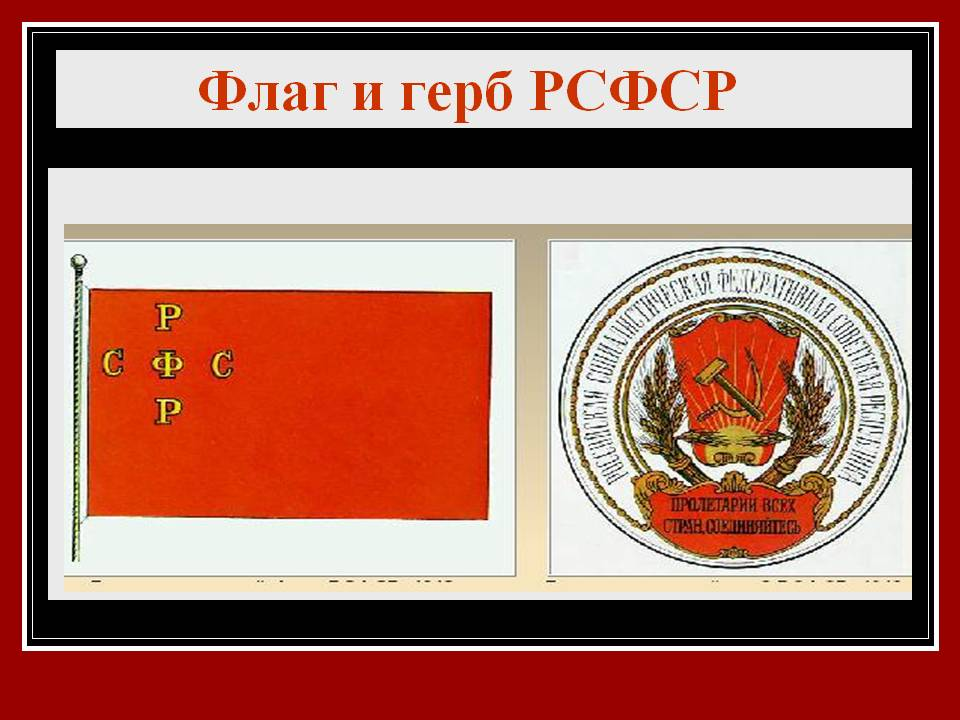 Флаг и герб РСФСР
Р
С Ф С
Р
РОССИЙСКАЯ СОЦИАЛИСТИЧЕСКАЯ ФЕДЕРАТИВНАЯ СОВЕТСКАЯ РЕСПУБЛИКА
ПРОЛЕТАРИИ ВСЕХ
СТРАН, СОЕДИНЯЙТЕСЬ